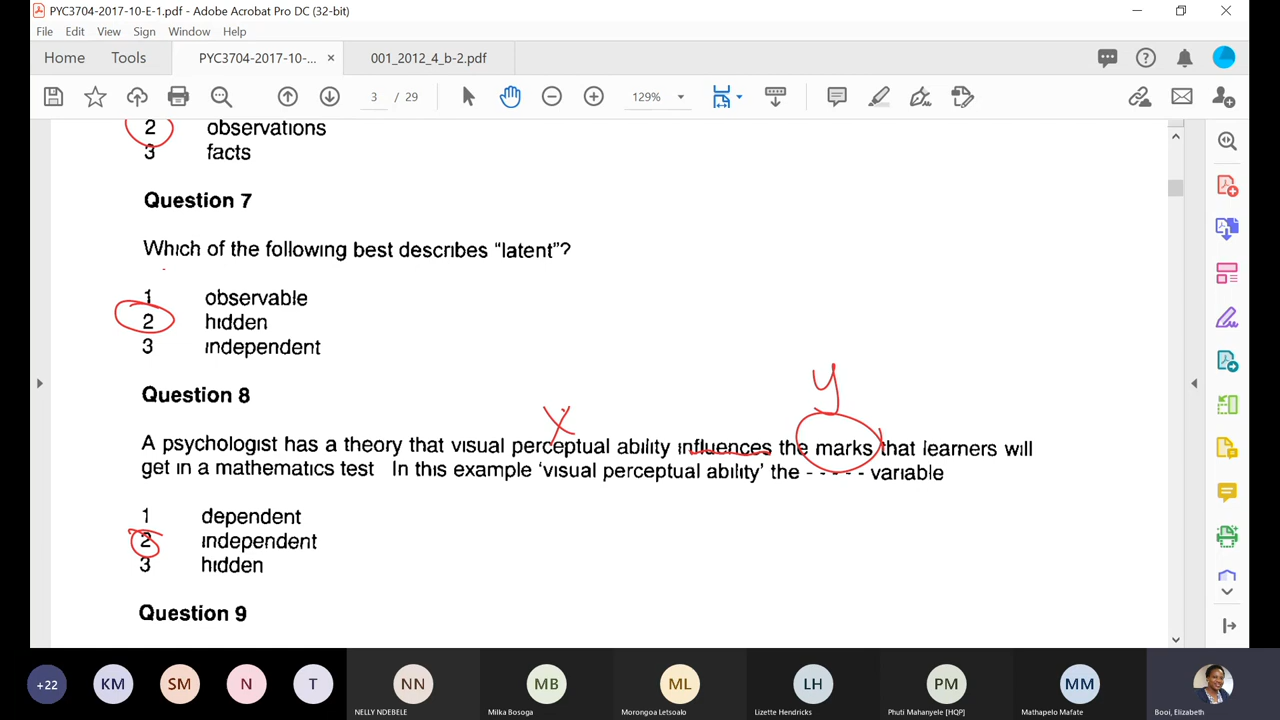 PYC3704-2017-10-E-1.pdf - Adobe Acrobat Pro DC (32-bit)
File Edit View Sign Window Help
Home Tools PYC3704-2017-10-... × 001_2012_4_b-2.pdf
3 / 29 129%
2 observations
3 facts
Question 7
Which of the following best describes “latent”?
1 observable
2 hidden
3 independent
Question 8
y
X
A psychologist has a theory that visual perceptual ability influences the marks that learners will
get in a mathematics test In this example ‘visual perceptual ability’ the - - - - - variable
1 dependent
2 independent
3 hidden
Question 9
+22 KM SM N T NN MB ML LH PM MM
NELLY NDEBELE Milka Bosoga Morongoa Letsoalo Lizette Hendricks Phuti Mahanyele [HQP] Mathapelo Mafate Booi, Elizabeth